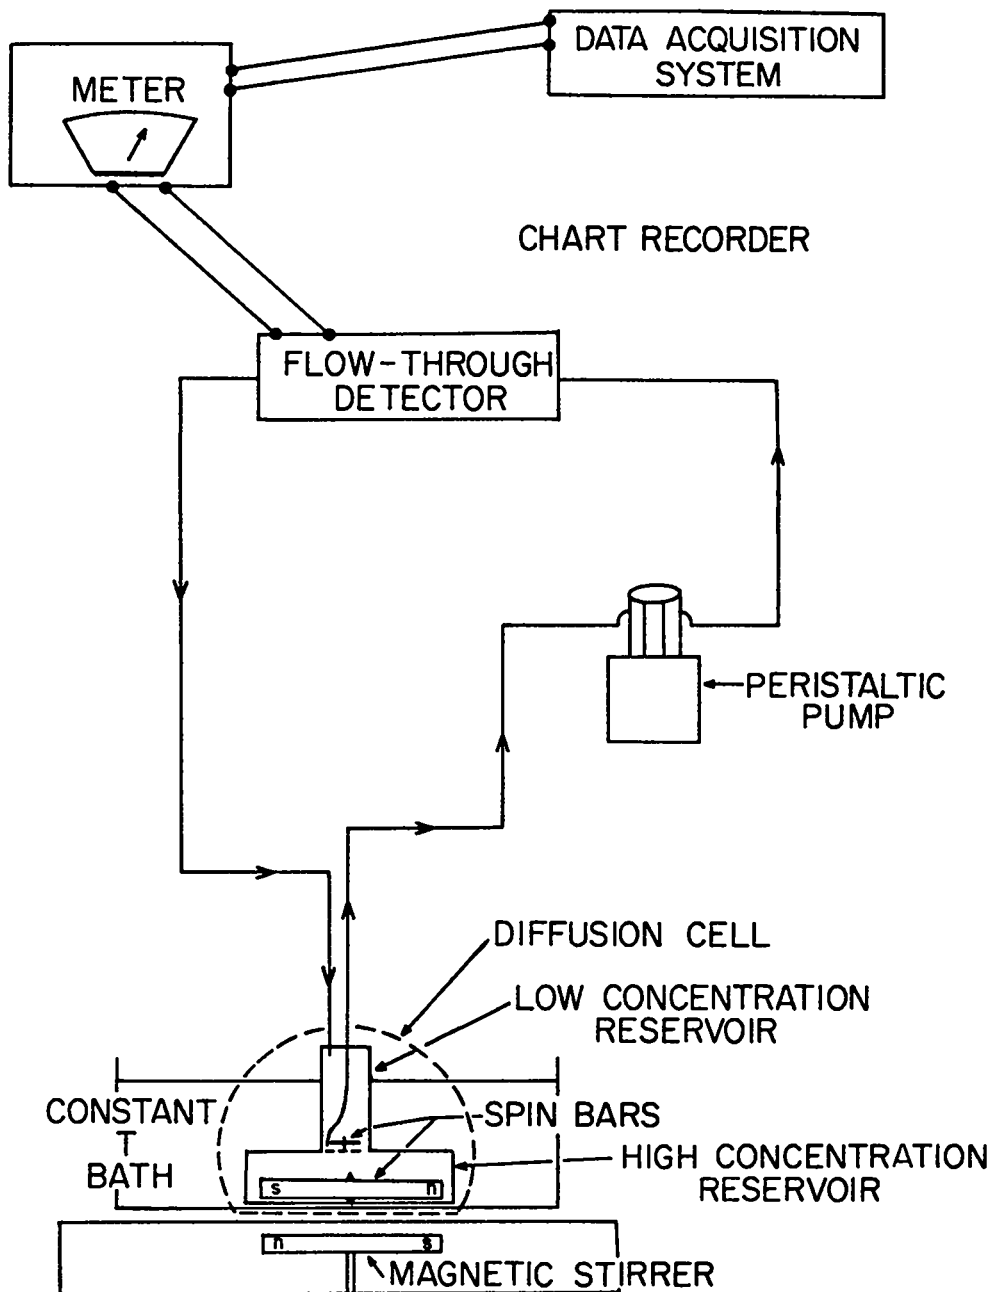 DATA ACQUISITION
SYSTEM
METER
CHART RECORDER
FLOW-THROUGH
DETECTOR
PERISTALTIC
PUMP
DIFFUSION CELL
LOW CONCENTRATION
RESERVOIR
CONSTANT
T
BATH
SPIN BARS
HIGH CONCENTRATION
RESERVOIR
s n
n s
MAGNETIC STIRRER